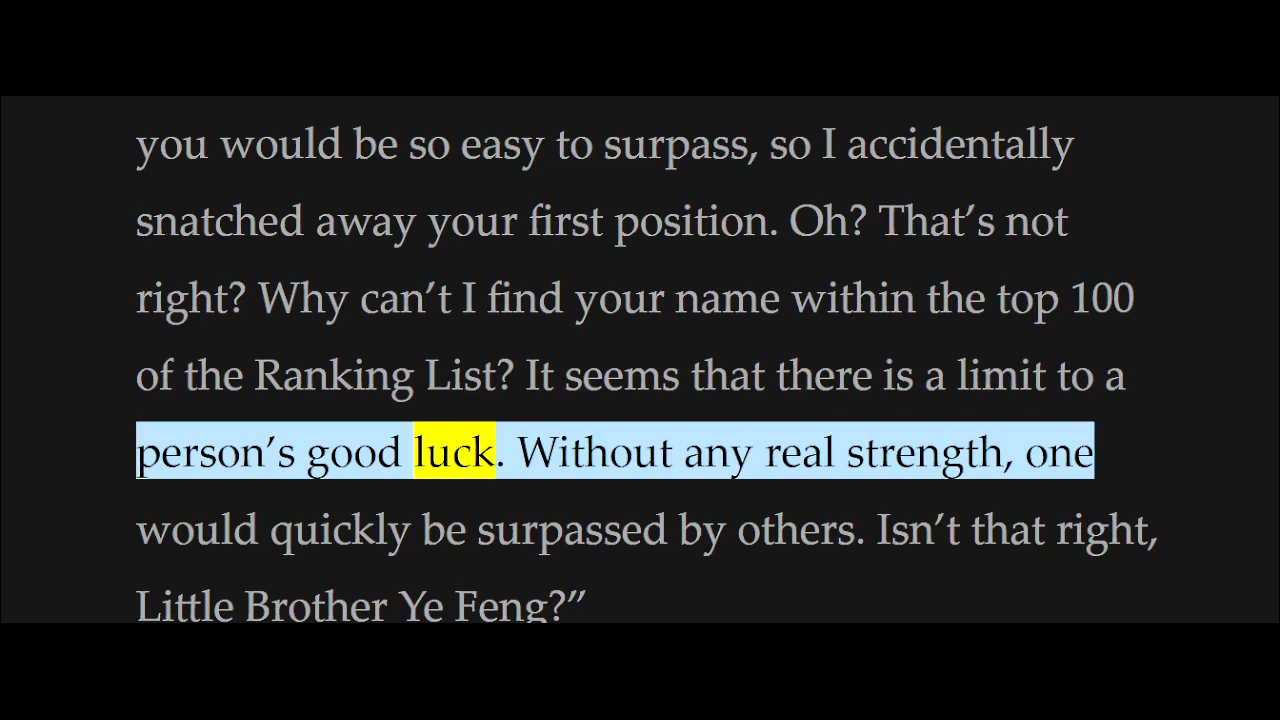 you would be so easy to surpass, so I accidentally
snatched away your first position. Oh? That’s not
right? Why can’t I find your name within the top 100
of the Ranking List? It seems that there is a limit to a
person’s good luck. Without any real strength, one
would quickly be surpassed by others. Isn’t that right,
Little Brother Ye Feng?”